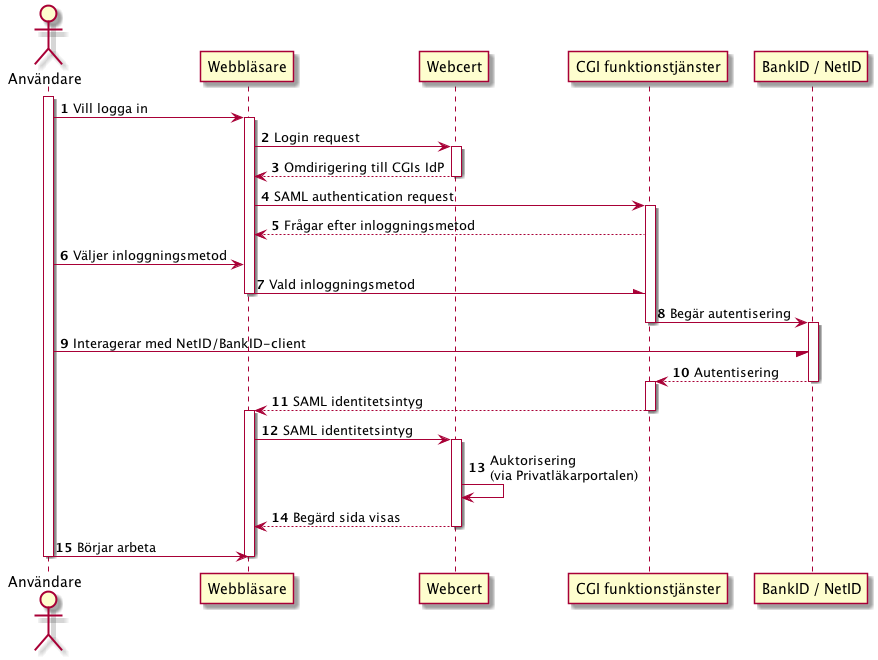 Användare
Webbläsare
Webcert
CGI funktionstjänster
BankID / NetID
1 Vill logga in
2 Login request
3 Omdirigering till CGIs IdP
4 SAML authentication request
5 Frågar efter inloggningsmetod
6 Väljer inloggningsmetod
7 Vald inloggningsmetod
8 Begär autentisering
9 Interagerar med NetID/BankID-client
10 Autentisering
11 SAML identitetsintyg
12 SAML identitetsintyg
13 Auktorisering
(via Privatläkarportalen)
14 Begärd sida visas
15 Börjar arbeta
Användare
Webbläsare
Webcert
CGI funktionstjänster
BankID / NetID